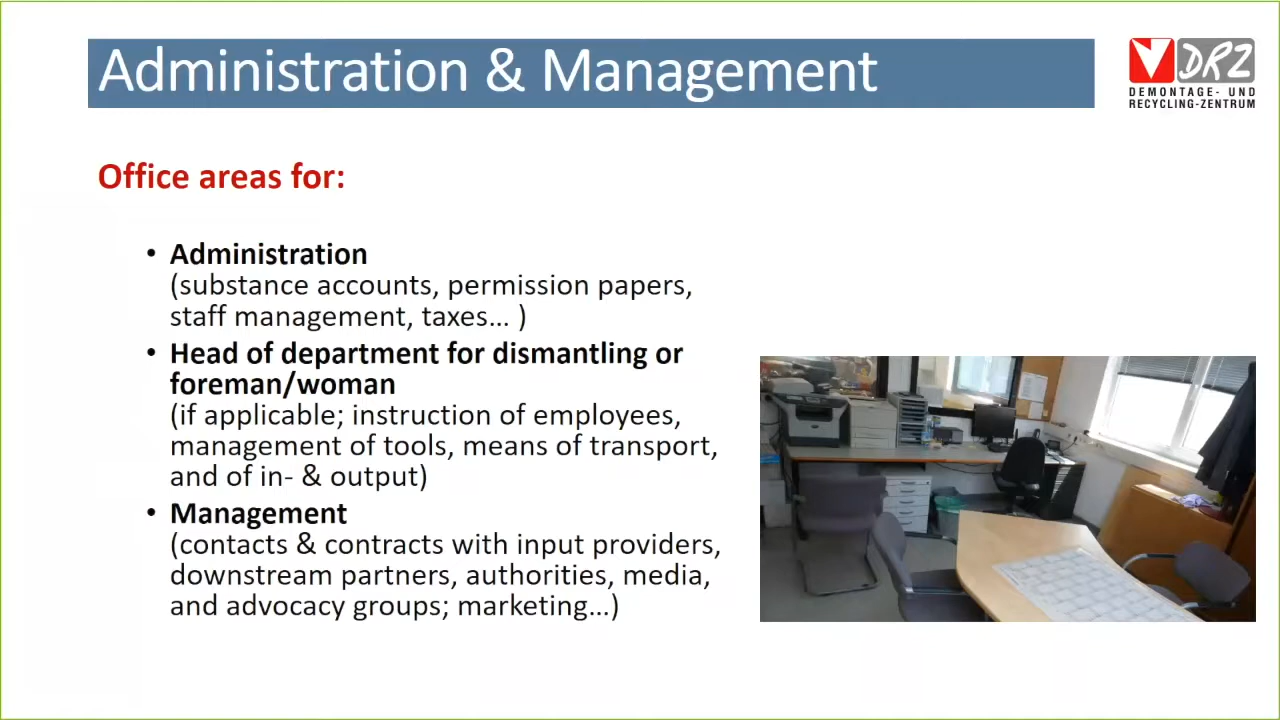 Administration & Management
DRZ
DEMONTAGE- UND
RECYCLING-ZENTRUM
Office areas for:
• Administration
(substance accounts, permission papers,
staff management, taxes... )
• Head of department for dismantling or
foreman/woman
(if applicable; instruction of employees,
management of tools, means of transport,
and of in- & output)
• Management
(contacts & contracts with input providers,
downstream partners, authorities, media,
and advocacy groups; marketing...)